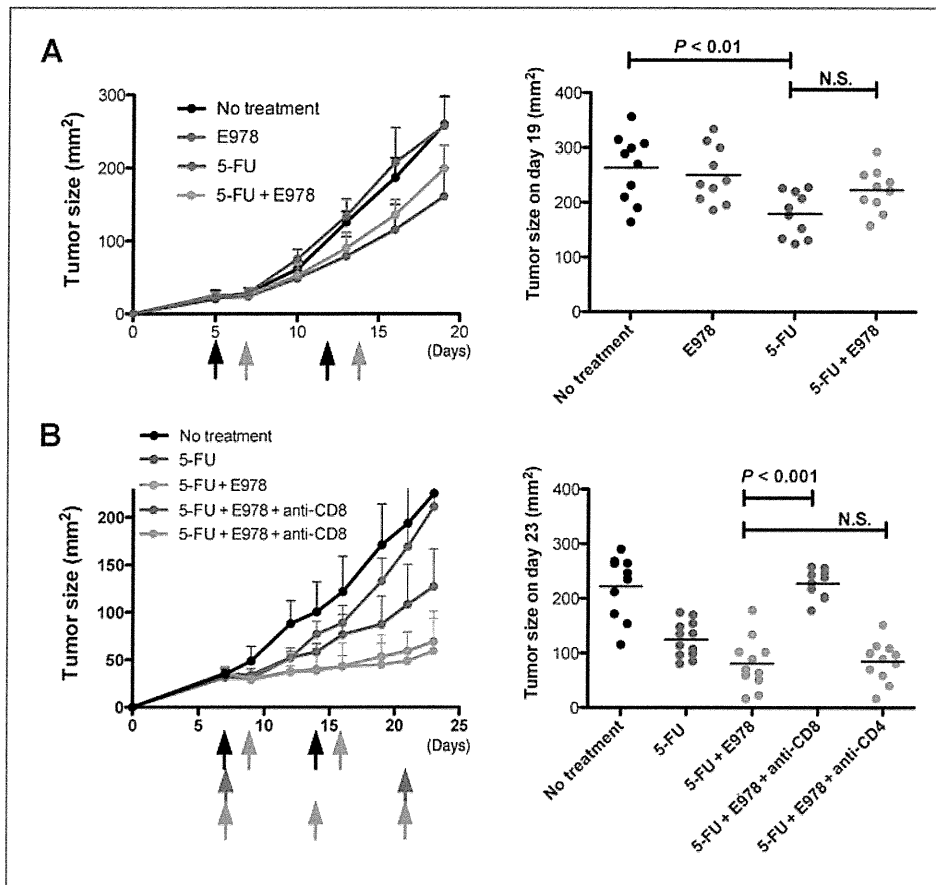 A
Tumor size (mm2)
300
200
100
0
No treatment
E978
5-FU
5-FU + E978
0
5
10
15
20
(Days)
P < 0.01
N.S.
Tumor size on day 19 (mm2)
400
300
200
100
0
No treatment
E978
5-FU
5-FU + E978
B
No treatment
5-FU
5-FU + E978
5-FU + E978 + anti-CD8
5-FU + E978 + anti-CD8
Tumor size (mm2)
200
150
100
50
0
0
5
10
15
20
25
(Days)
P < 0.001
N.S.
Tumor size on day 23 (mm2)
400
300
200
100
0
No treatment
5-FU
5-FU + E978
5-FU + E978 + anti-CD8
5-FU + E978 + anti-CD4